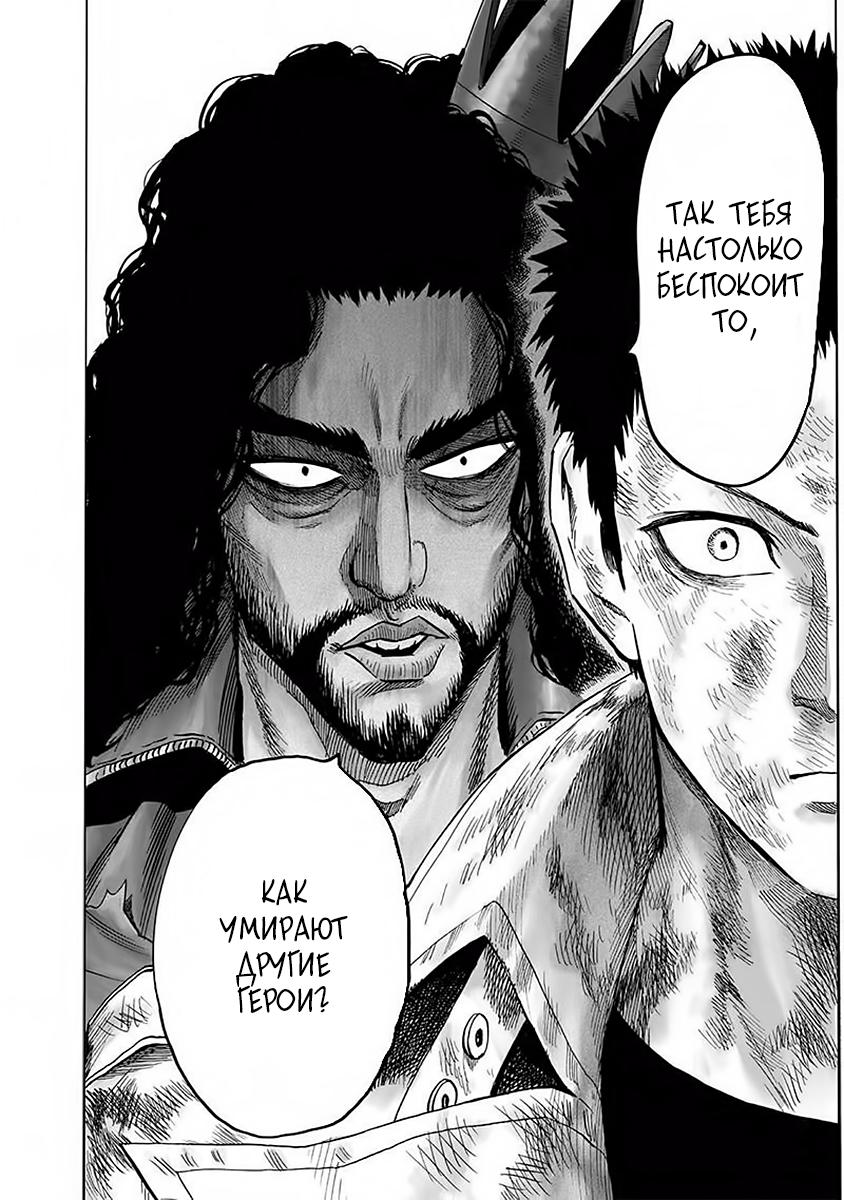 ТАК ТЕБЯ
НАСТОЛЬКО
БЕСПОКОИТ
ТО,
КАК
УМИРАЮТ
ДРУГИЕ
ГЕРОИ?